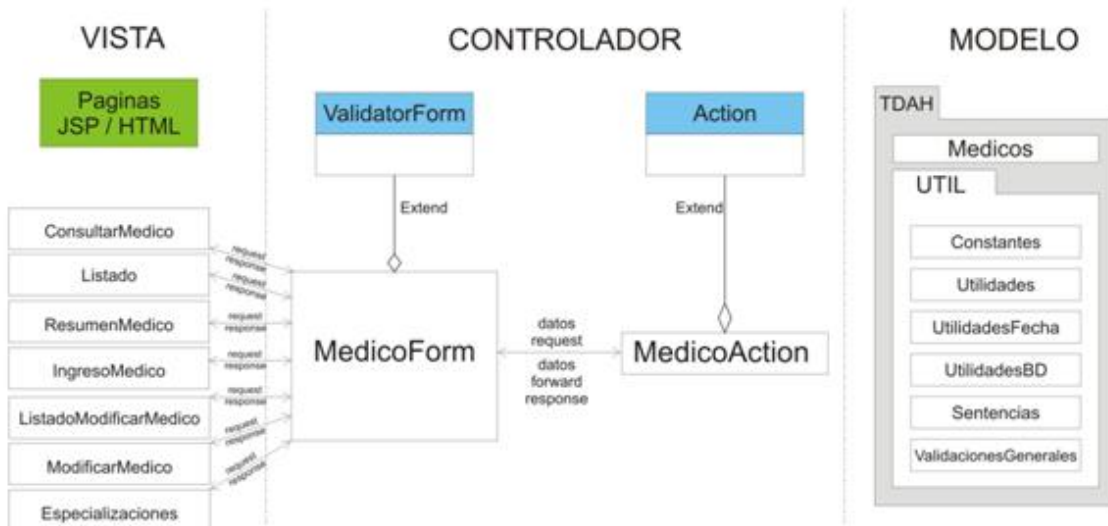 VISTA
CONTROLADOR
MODELO
Paginas
JSP / HTML
ValidatorForm
Action
TDAH
Medicos
UTIL
Extend
Extend
ConsultarMedico
Listado
ResumenMedico
IngresoMedico
ListadoModificarMedico
ModificarMedico
Especializaciones
request
response
request
response
request
response
request
response
request
response
request
response
request
response
MedicoForm
datos
request
datos
forward
response
MedicoAction
Constantes
Utilidades
UtilidadesFecha
UtilidadesBD
Sentencias
ValidacionesGenerales